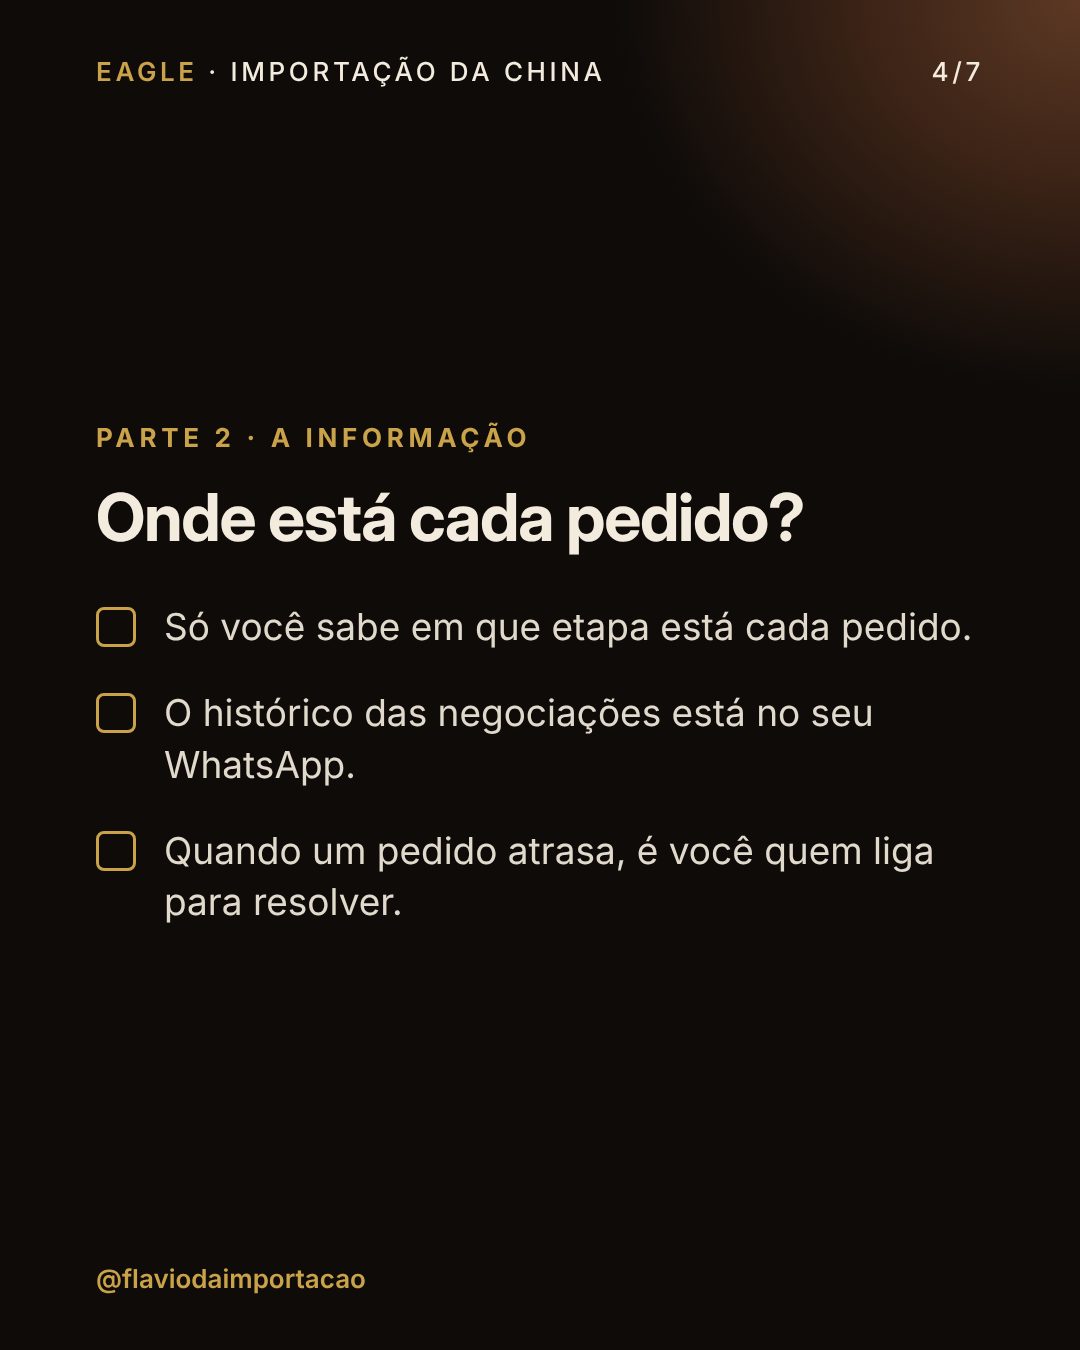 EAGLE · IMPORTAÇÃO DA CHINA 4/7
PARTE 2 · A INFORMAÇÃO
Onde está cada pedido?
Só você sabe em que etapa está cada pedido.
O histórico das negociações está no seu
WhatsApp.
Quando um pedido atrasa, é você quem liga
para resolver.
@flaviodaimportacao